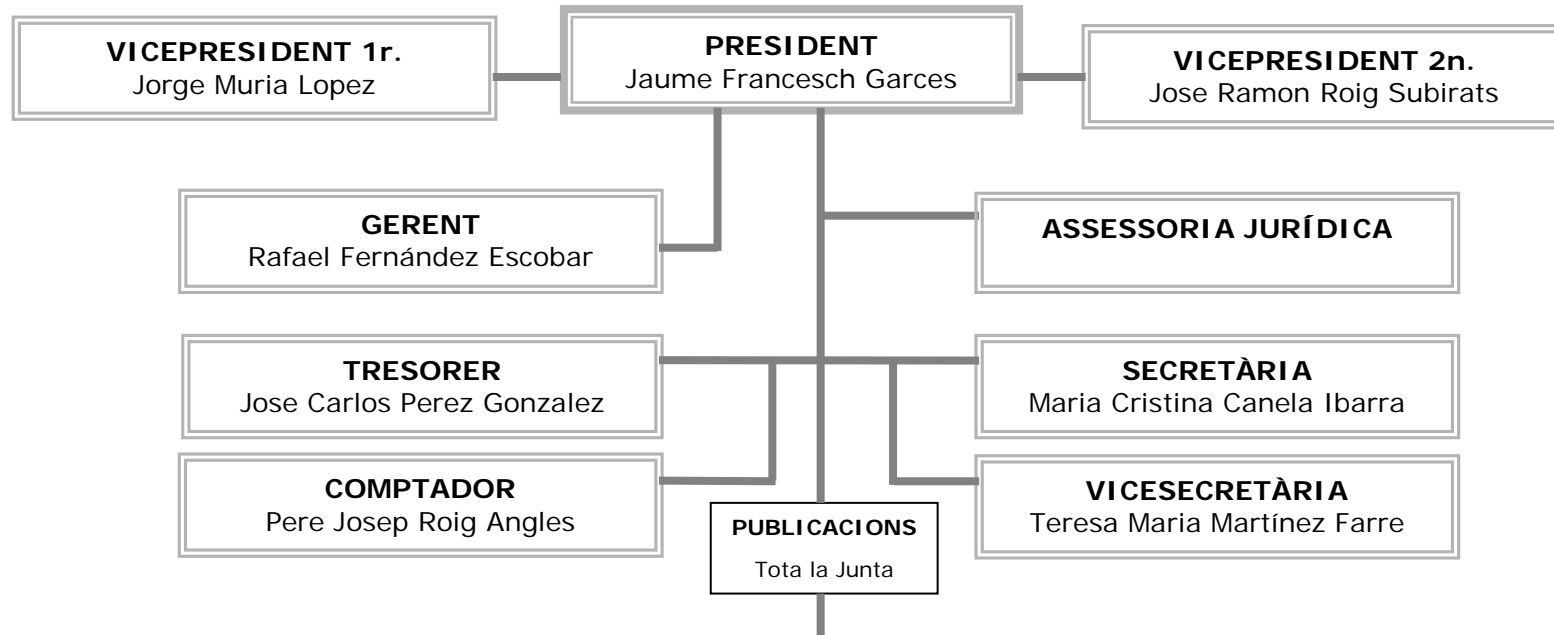 VICEPRESIDENT 1r.
Jorge Muria Lopez
PRESIDENT
Jaume Francesch Garces
VICEPRESIDENT 2n.
Jose Ramon Roig Subirats
GERENT
Rafael Fernández Escobar
ASSESSORIA JURÍDICA
TRESORER
Jose Carlos Perez Gonzalez
SECRETÀRIA
Maria Cristina Canela Ibarra
COMPTADOR
Pere Josep Roig Angles
VICESECRETÀRIA
Teresa Maria Martínez Farre
PUBLICACIONS
Tota la Junta